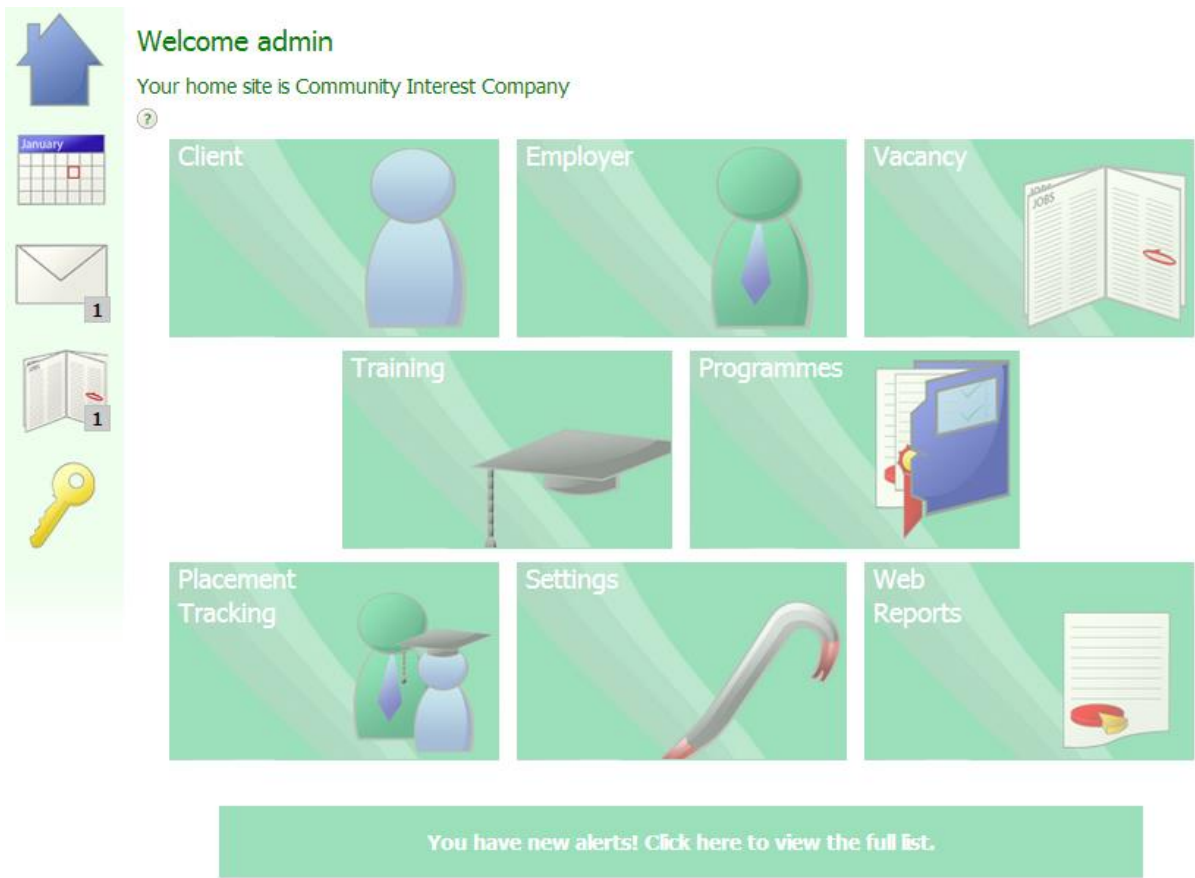 Welcome admin
Your home site is Community Interest Company
?
January
1
JOBS
1
Client
Employer
Vacancy
JOBS
Training
Programmes
Placement
Tracking
Settings
Web
Reports
You have new alerts! Click here to view the full list.